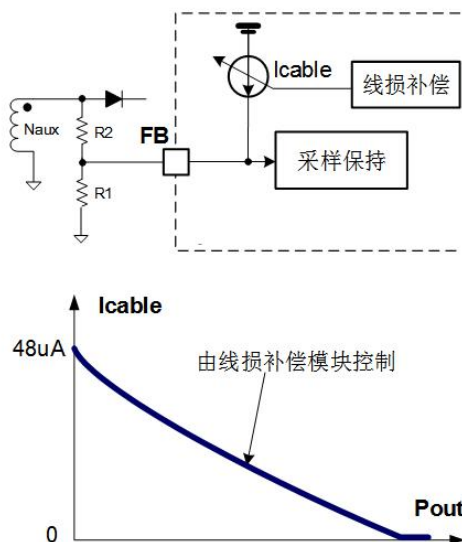 Icable
线损补偿
Naux
R2
FB
采样保持
R1
Icable
48uA
由线损补偿模块控制
Pout
0